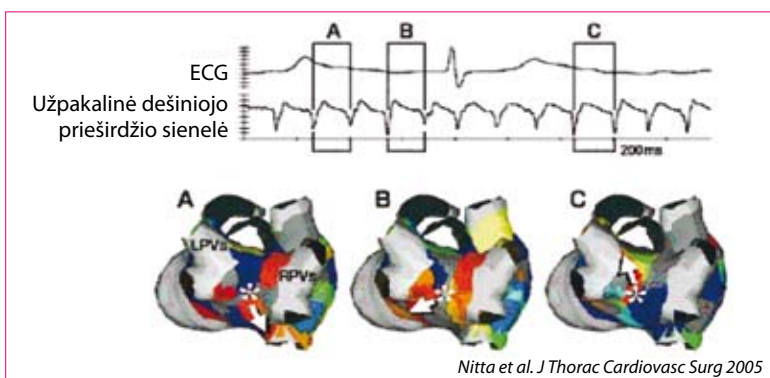 A B C
ECG
Užpakalinė dešiniojo
prieširdžio sienelė
200ms
A B C
LPVs
RPVs
Nitta et al. J Thorac Cardiovasc Surg 2005